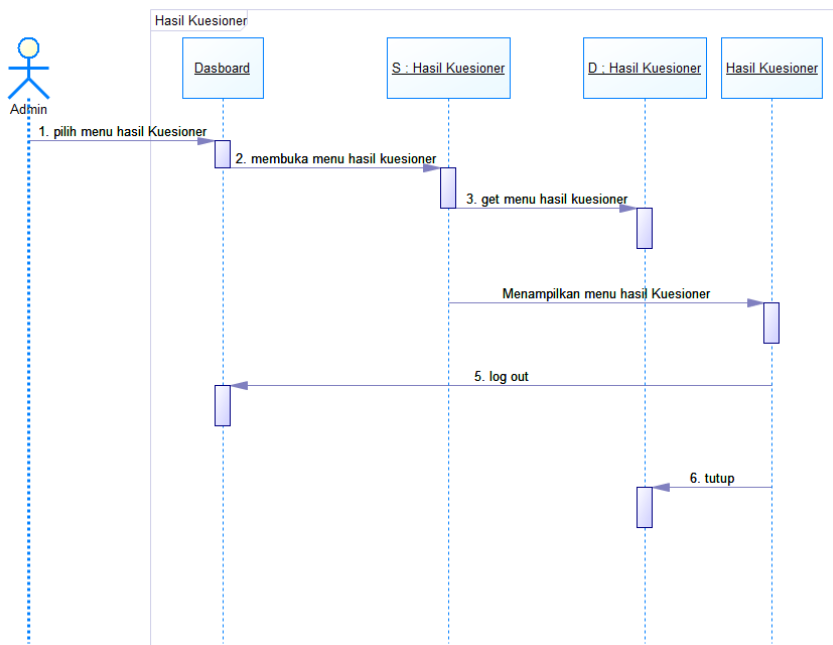 Hasil Kuesioner
Dasboard
S : Hasil Kuesioner
D : Hasil Kuesioner
Hasil Kuesioner
Admin
1. pilih menu hasil Kuesioner
2. membuka menu hasil kuesioner
3. get menu hasil kuesioner
Menampilkan menu hasil Kuesioner
5. log out
6. tutup